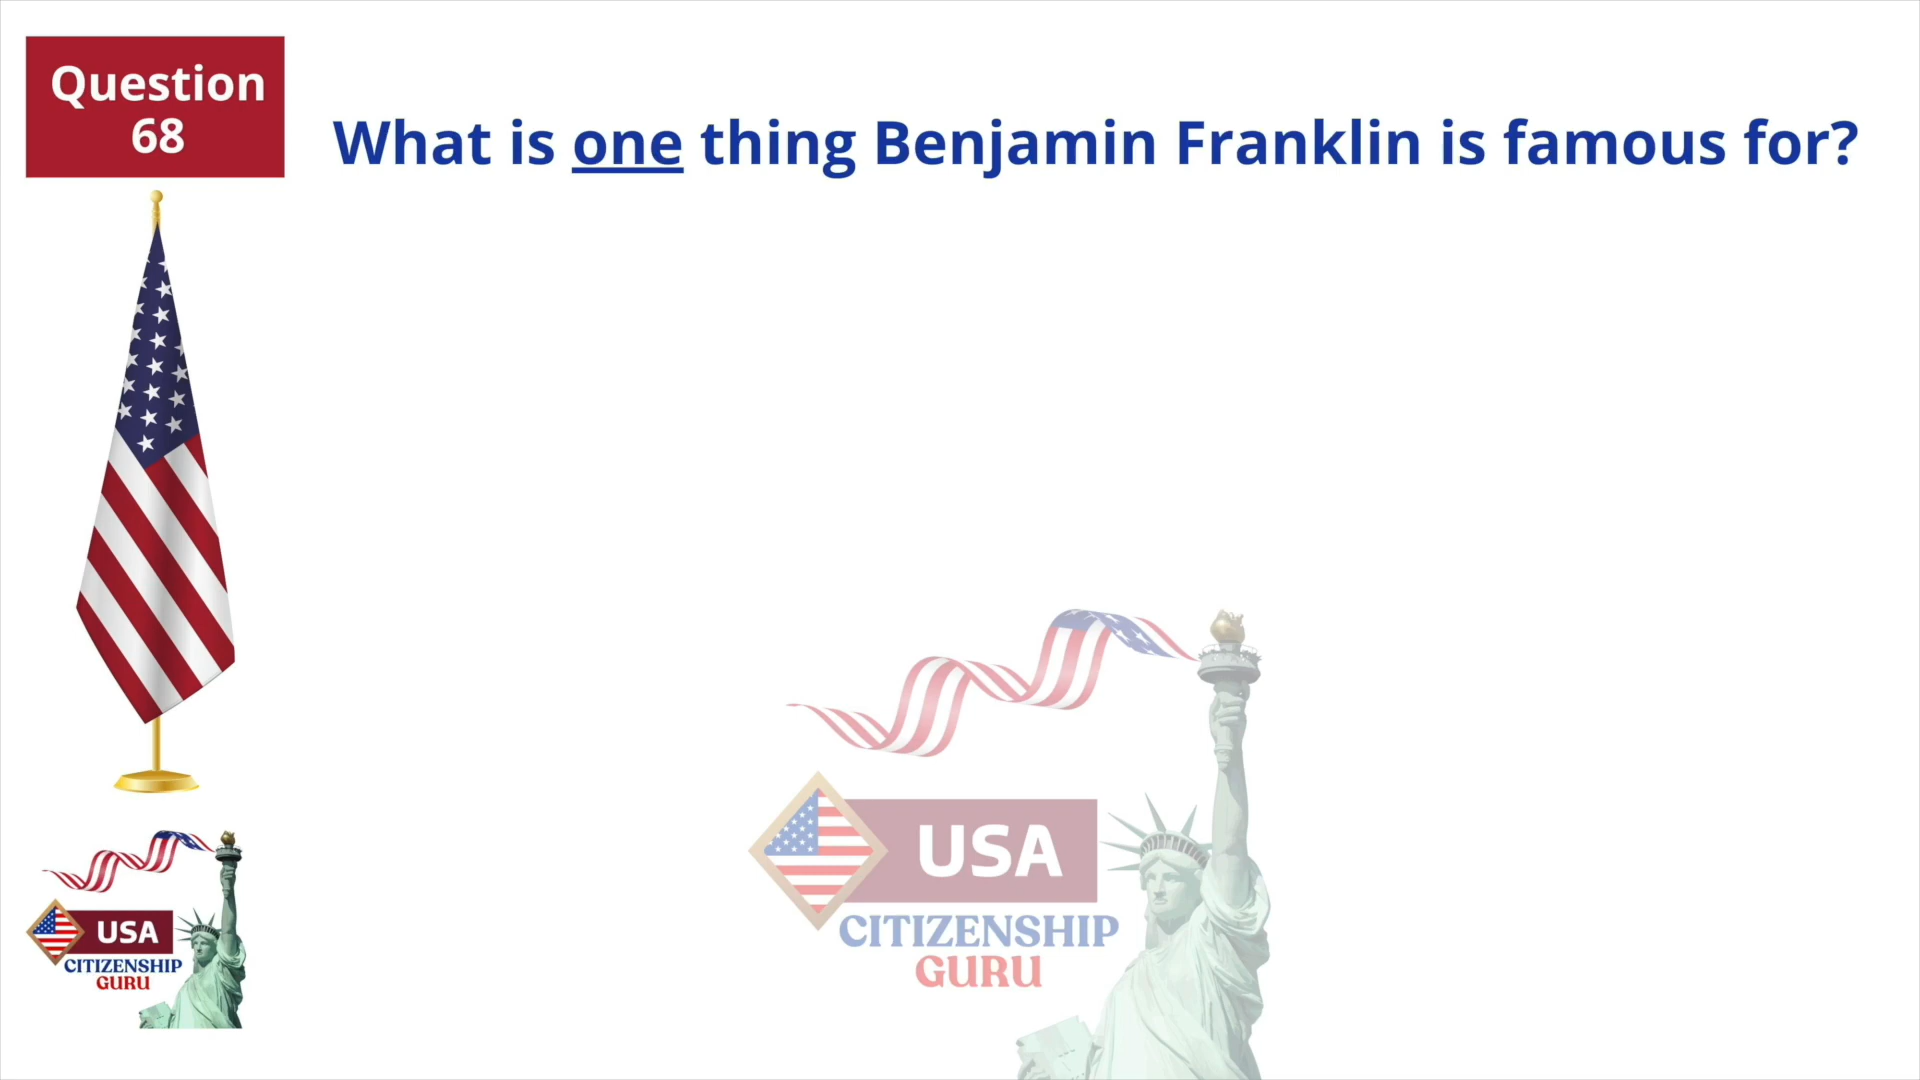 Question
68
What is one thing Benjamin Franklin is famous for?
USA
CITIZENSHIP
GURU
USA
CITIZENSHIP
GURU